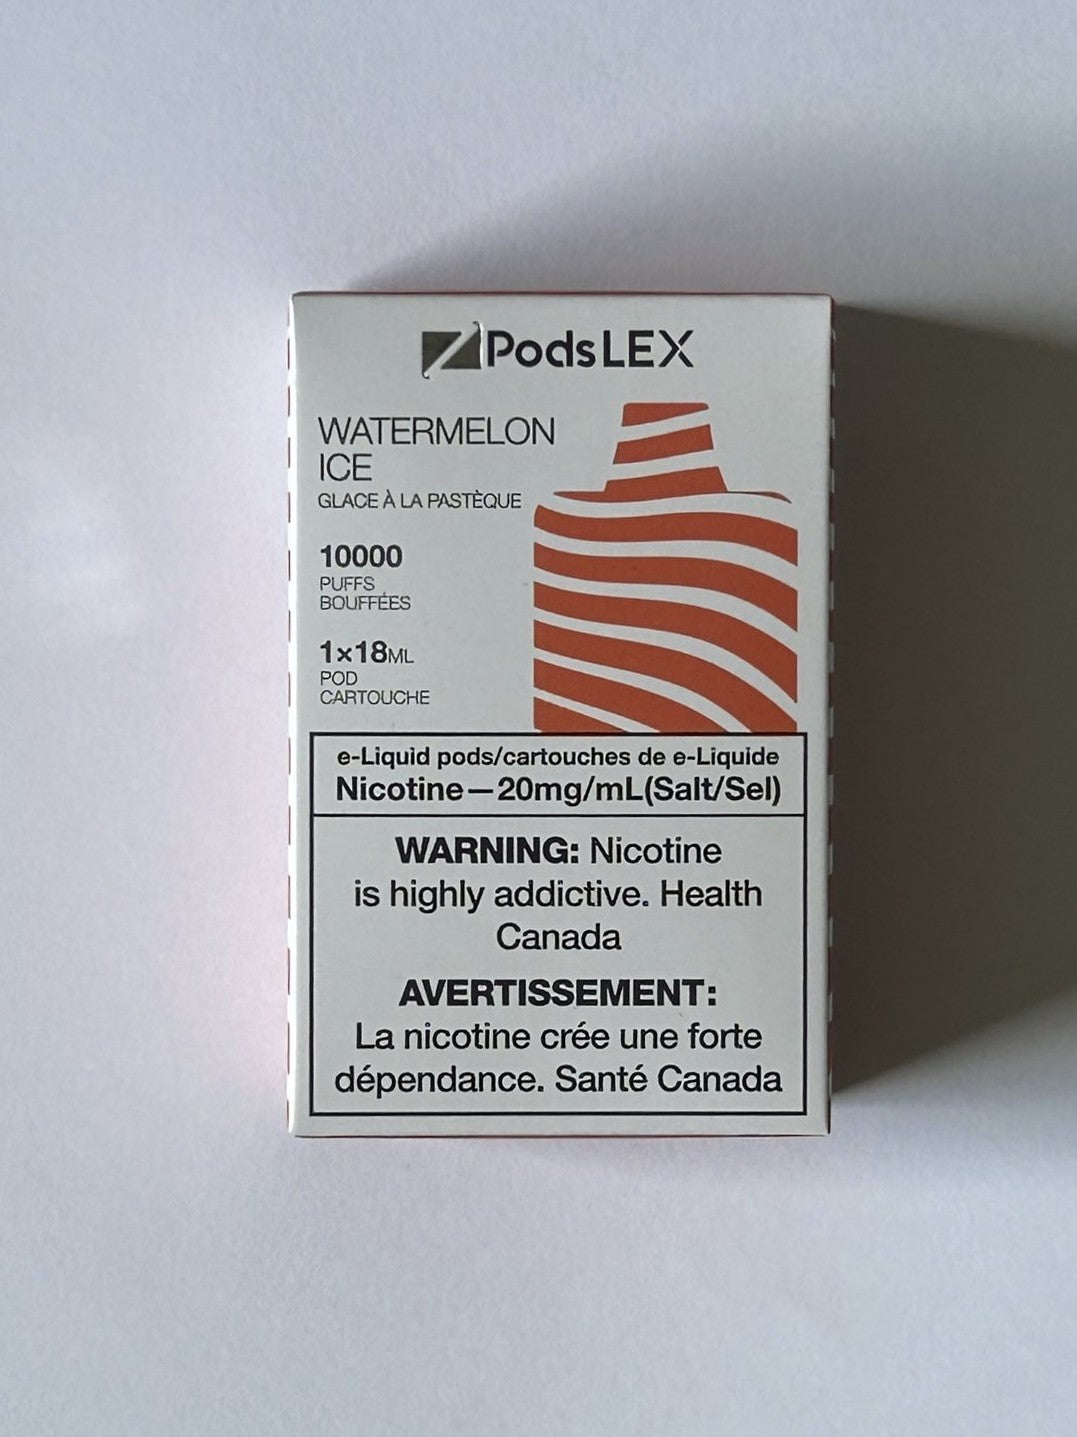 PodsLEX
WATERMELON
ICE
GLACE À LA PASTÈQUE
10000
PUFFS
BOUFFÉES
1×18ML
POD
CARTOUCHE
e-Liquid pods/cartouches de e-Liquide
Nicotine—20mg/mL(Salt/Sel)
WARNING: Nicotine
is highly addictive. Health
Canada
AVERTISSEMENT:
La nicotine crée une forte
dépendance. Santé Canada